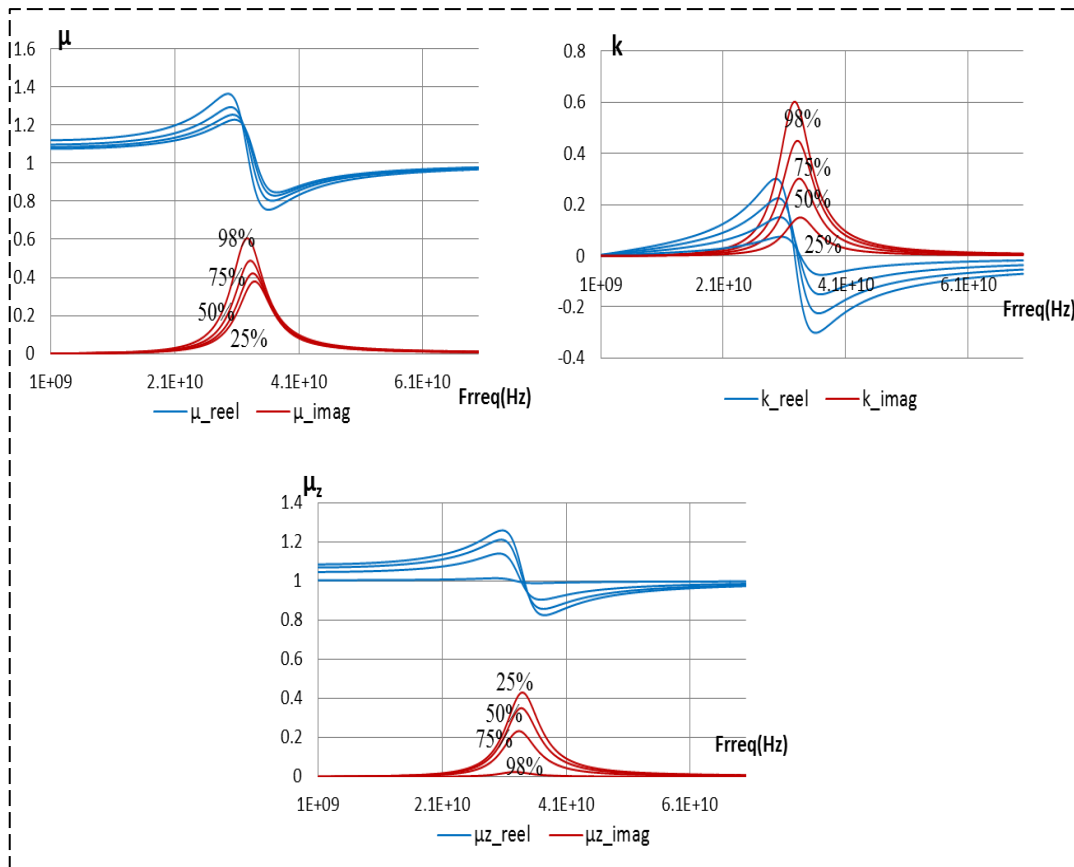 μ
1.6
1.4
1.2
1
0.8
0.6
0.4
0.2
0
98%
75%
50%
25%
1E+09
2.1E+10
4.1E+10
6.1E+10
Frreq(Hz)
μ_reel
μ_imag
k
0.8
0.6
0.4
0.2
0
-0.2
-0.4
98%
75%
50%
25%
1E+09
2.1E+10
4.1E+10
6.1E+10
Frreq(Hz)
k_reel
k_imag
μz
1.4
1.2
1
0.8
0.6
0.4
0.2
0
25%
50%
75%
98%
Frreq(Hz)
1E+09
2.1E+10
4.1E+10
6.1E+10
μz_reel
μz_imag